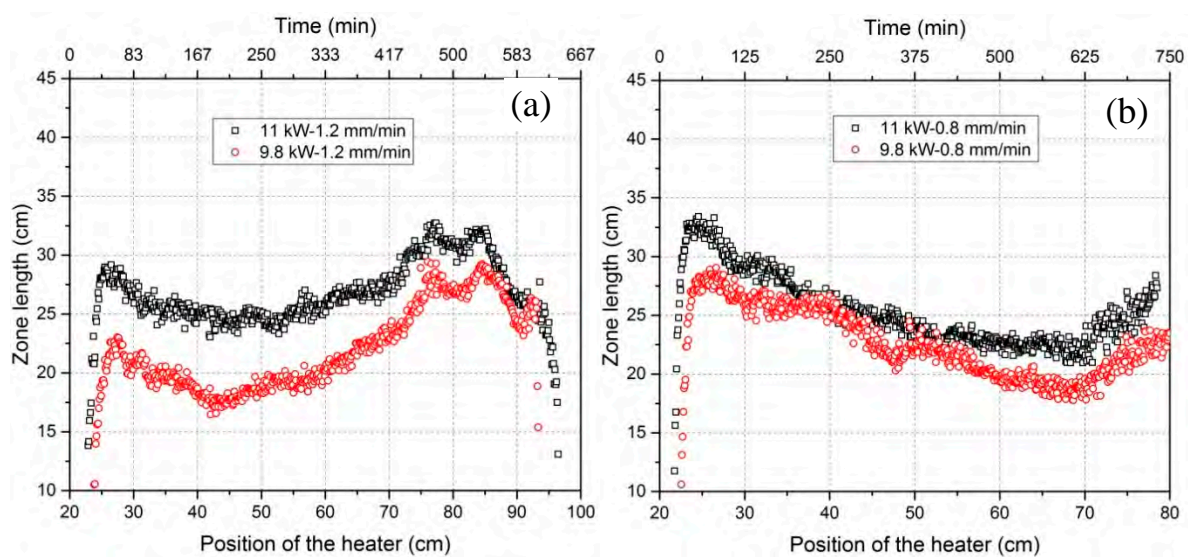 Time (min)
0 83 167 250 333 417 500 583 667
45
40
35
30
25
20
15
10
Zone length (cm)
(a)
11 kW-1.2 mm/min
9.8 kW-1.2 mm/min
20 30 40 50 60 70 80 90 100
Position of the heater (cm)
Time (min)
0 125 250 375 500 625 750
45
40
35
30
25
20
15
10
Zone length (cm)
(b)
11 kW-0.8 mm/min
9.8 kW-0.8 mm/min
20 30 40 50 60 70 80
Position of the heater (cm)